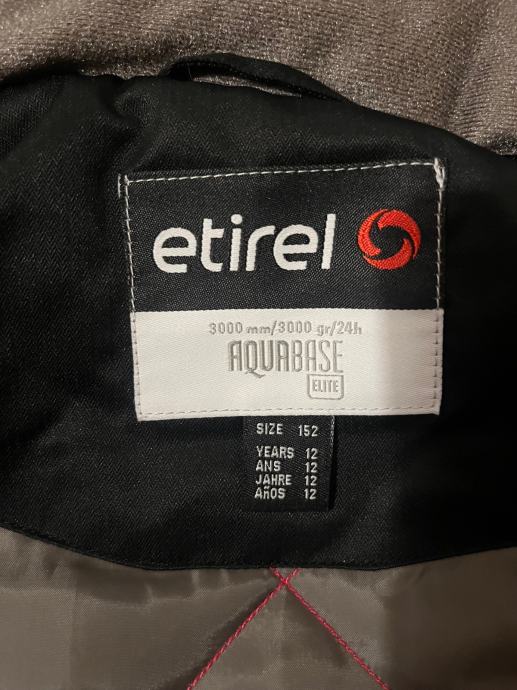 etirel
3000 mm/3000 gr/24h
AQUABASE
ELITE
SIZE 152
YEARS 12
ANS 12
JAHRE 12
AÑOS 12